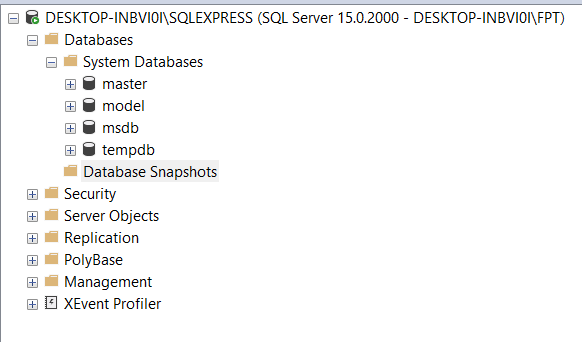 DESKTOP-INBVI0I\SQLEXPRESS (SQL Server 15.0.2000 - DESKTOP-INBVI0I\FPT)
Databases
System Databases
master
model
msdb
tempdb
Database Snapshots
Security
Server Objects
Replication
PolyBase
Management
XEvent Profiler